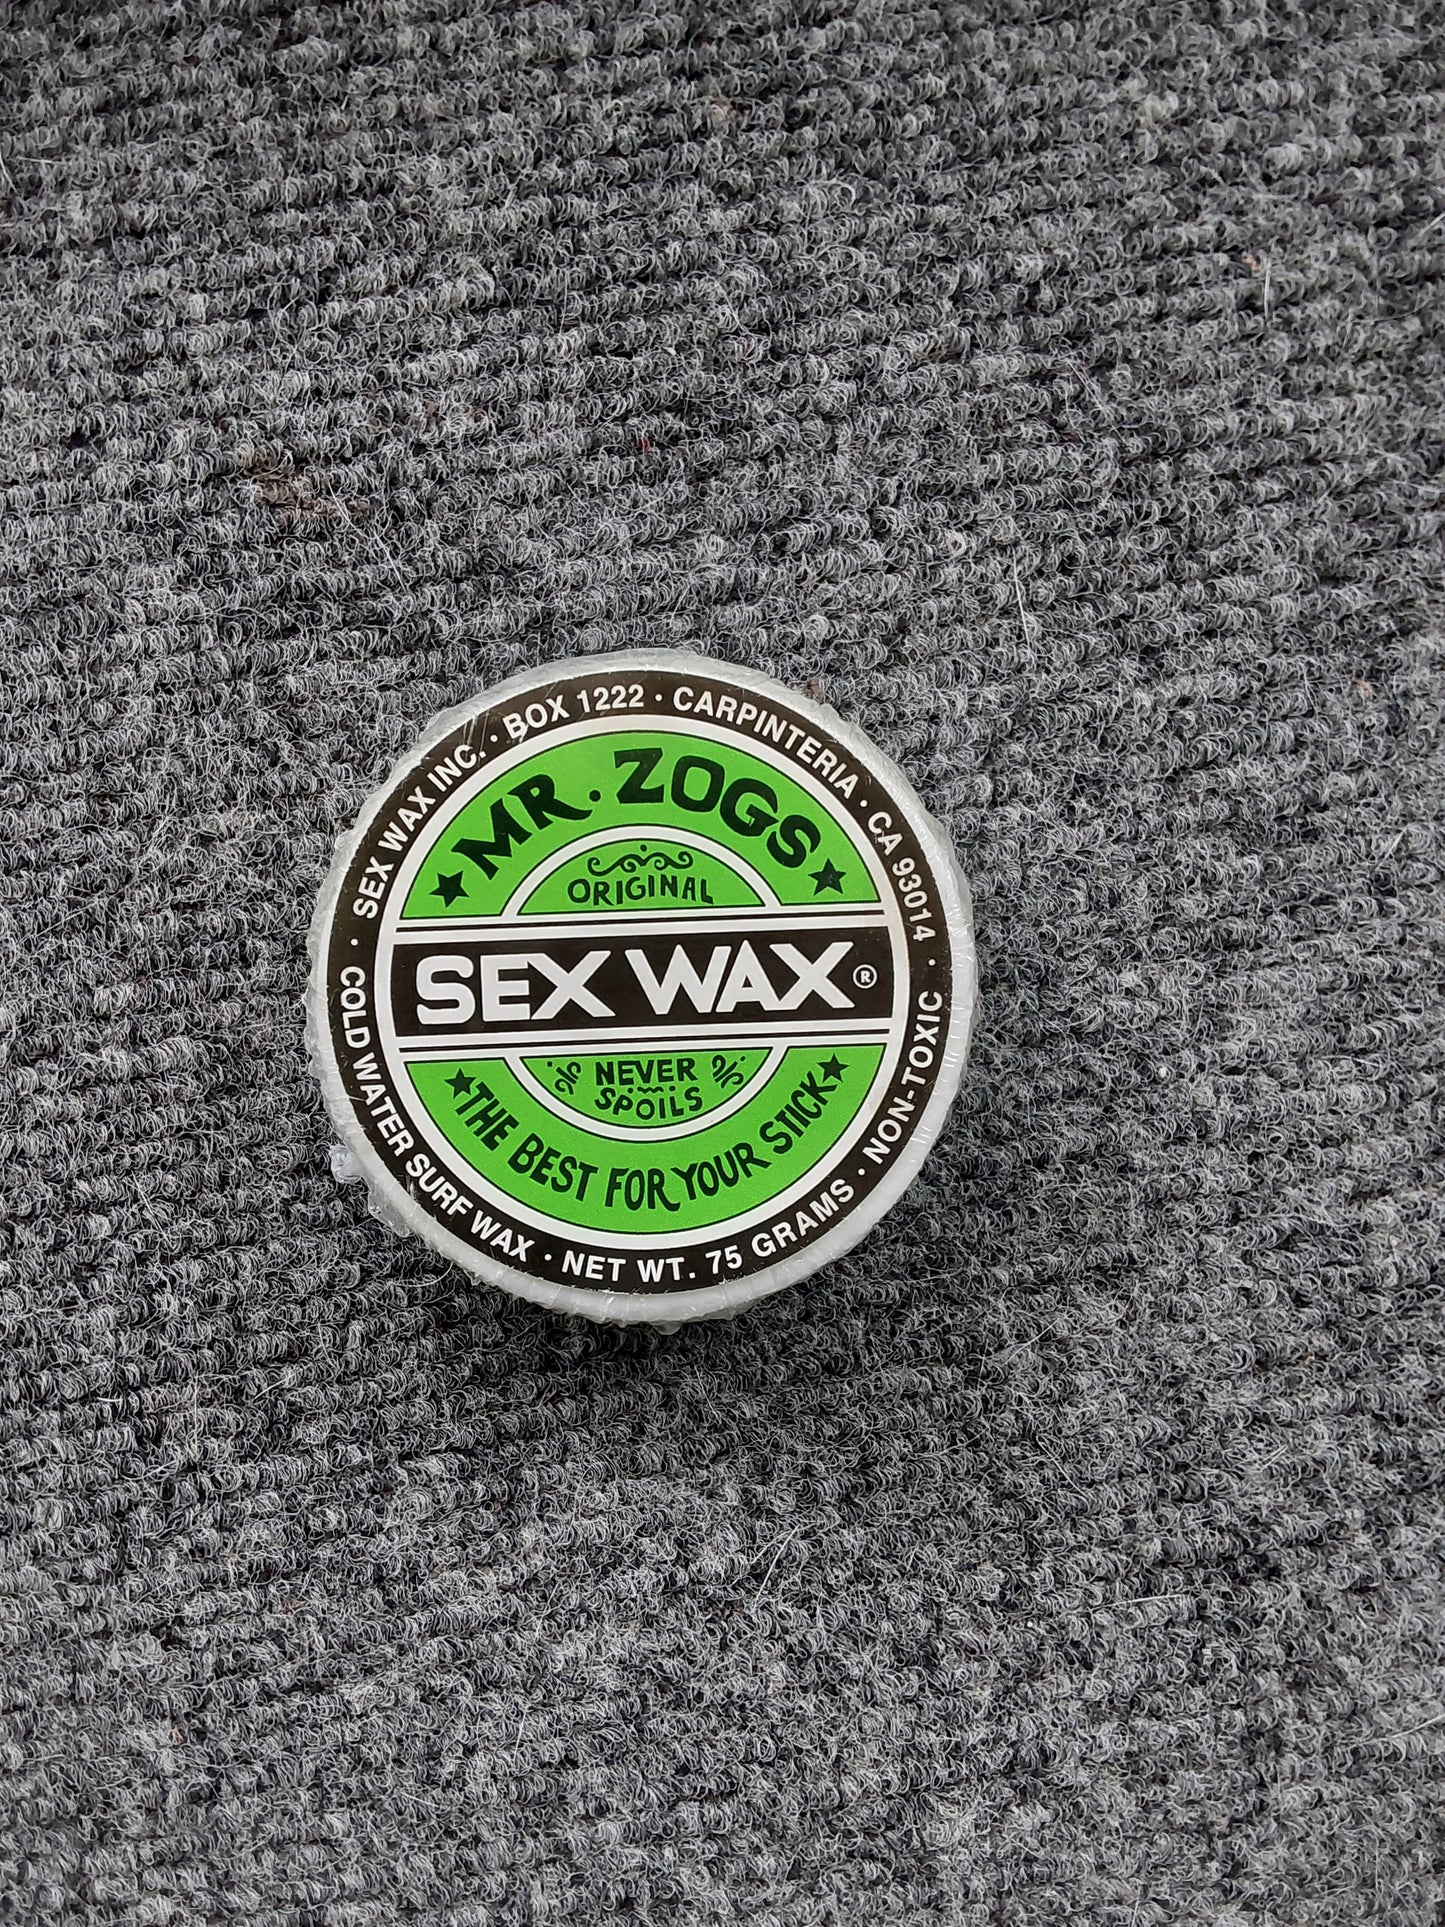 SEX WAX INC. · BOX 1222 · CARPINTERIA · CA 93014 ·
MR. ZOGS
ORIGINAL
SEX WAX®
NEVER
SPOILS
THE BEST FOR YOUR STICK
COLD WATER SURF WAX · NET WT. 75 GRAMS · NON-TOXIC ·